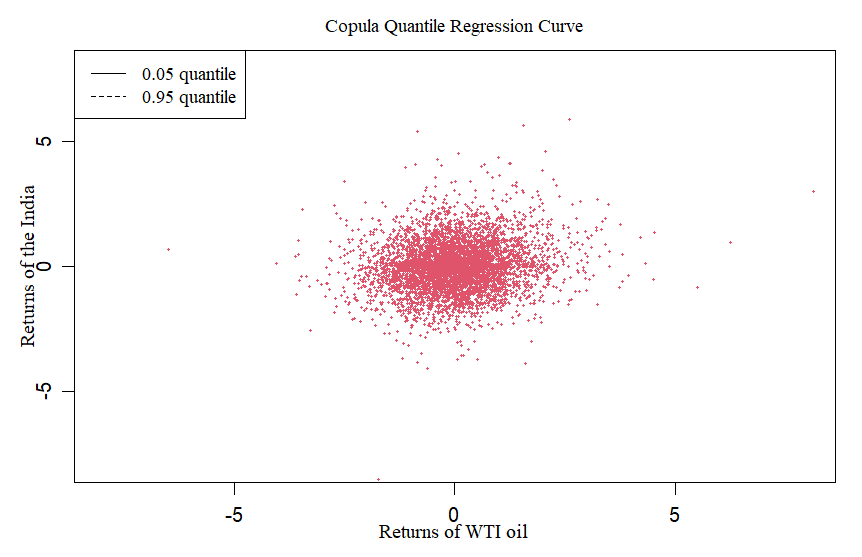 Copula Quantile Regression Curve
0.05 quantile
0.95 quantile
5
0
-5
Returns of the India
-5
0
5
Returns of WTI oil